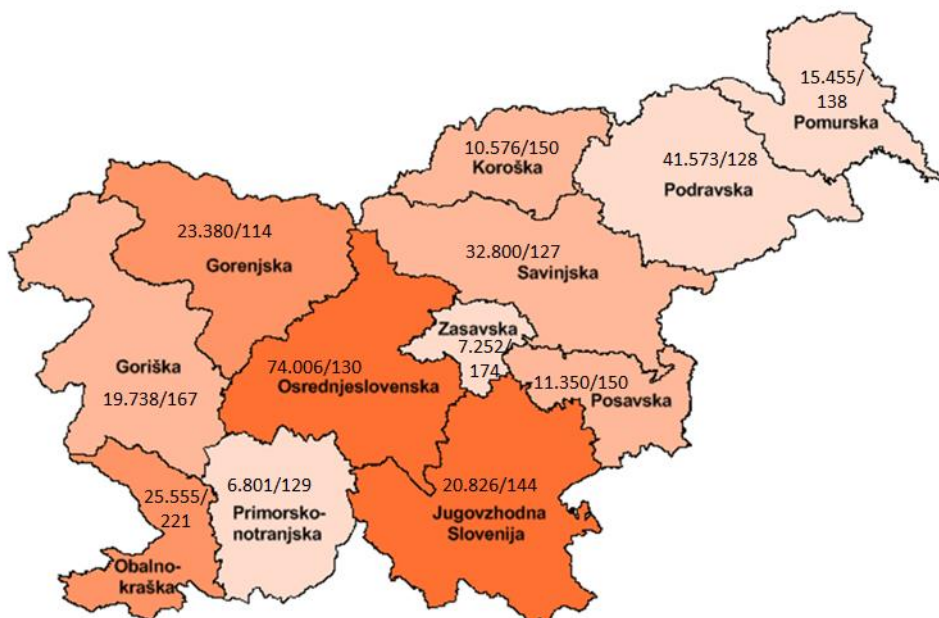 15.455/
138
Pomurska
10.576/150
Koroška
41.573/128
Podravska
23.380/114
Gorenjska
32.800/127
Savinjska
Zasavska
7.252/
174
Goriška
19.738/167
74.006/130
Osrednjeslovenska
11.350/150
Posavska
25.555/
221
Obalno-
kraška
6.801/129
Primorsko-
notranjska
20.826/144
Jugovzhodna
Slovenija